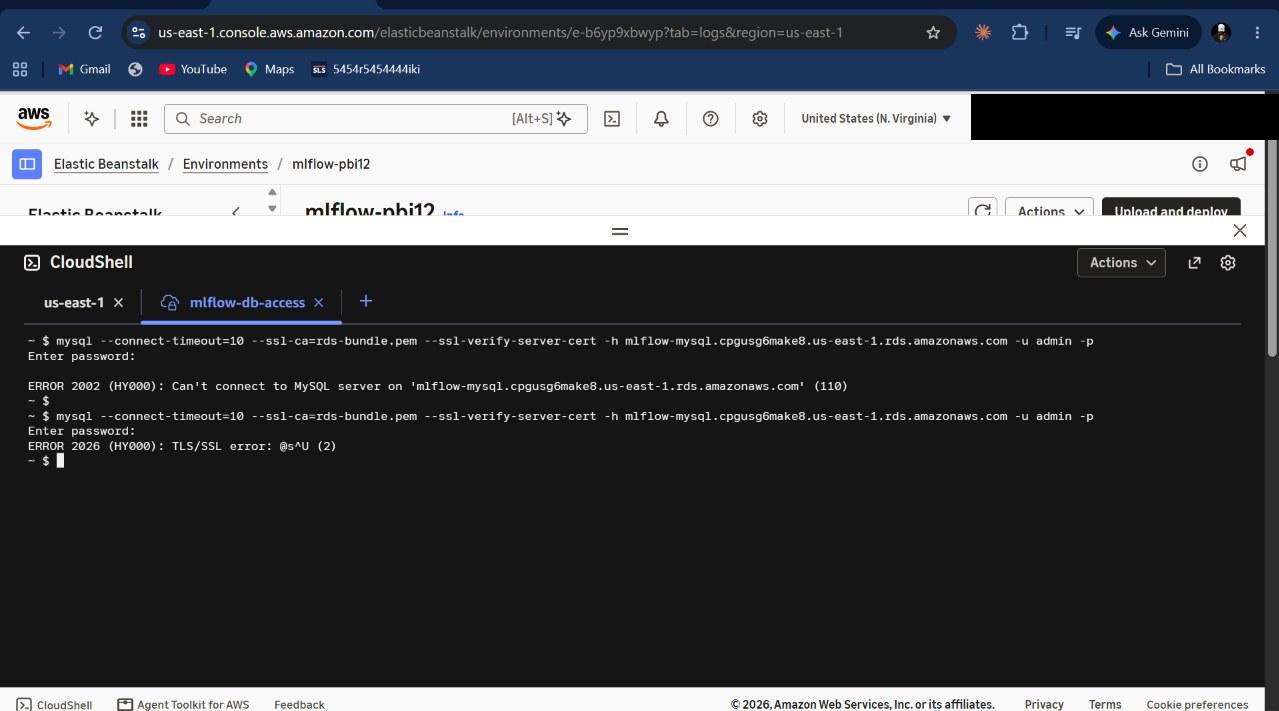 us-east-1.console.aws.amazon.com/elasticbeanstalk/environments/e-b6yp9xbwyp?tab=logs&region=us-east-1
Ask Gemini
Gmail
YouTube
Maps
SLS 5454r5454444iki
All Bookmarks
aws
Search
[Alt+S]
United States (N. Virginia)
Elastic Beanstalk / Environments / mlflow-pbi12
Elastic Beanstalk
mlflow-pbi12 Info
Actions
Upload and deploy
CloudShell
Actions
us-east-1
mlflow-db-access
~ $ mysql --connect-timeout=10 --ssl-ca=rds-bundle.pem --ssl-verify-server-cert -h mlflow-mysql.cpgusg6make8.us-east-1.rds.amazonaws.com -u admin -p
Enter password:
ERROR 2002 (HY000): Can't connect to MySQL server on 'mlflow-mysql.cpgusg6make8.us-east-1.rds.amazonaws.com' (110)
~ $
~ $ mysql --connect-timeout=10 --ssl-ca=rds-bundle.pem --ssl-verify-server-cert -h mlflow-mysql.cpgusg6make8.us-east-1.rds.amazonaws.com -u admin -p
Enter password:
ERROR 2026 (HY000): TLS/SSL error: @s^U (2)
~ $
CloudShell
Agent Toolkit for AWS
Feedback
© 2026, Amazon Web Services, Inc. or its affiliates.
Privacy
Terms
Cookie preferences